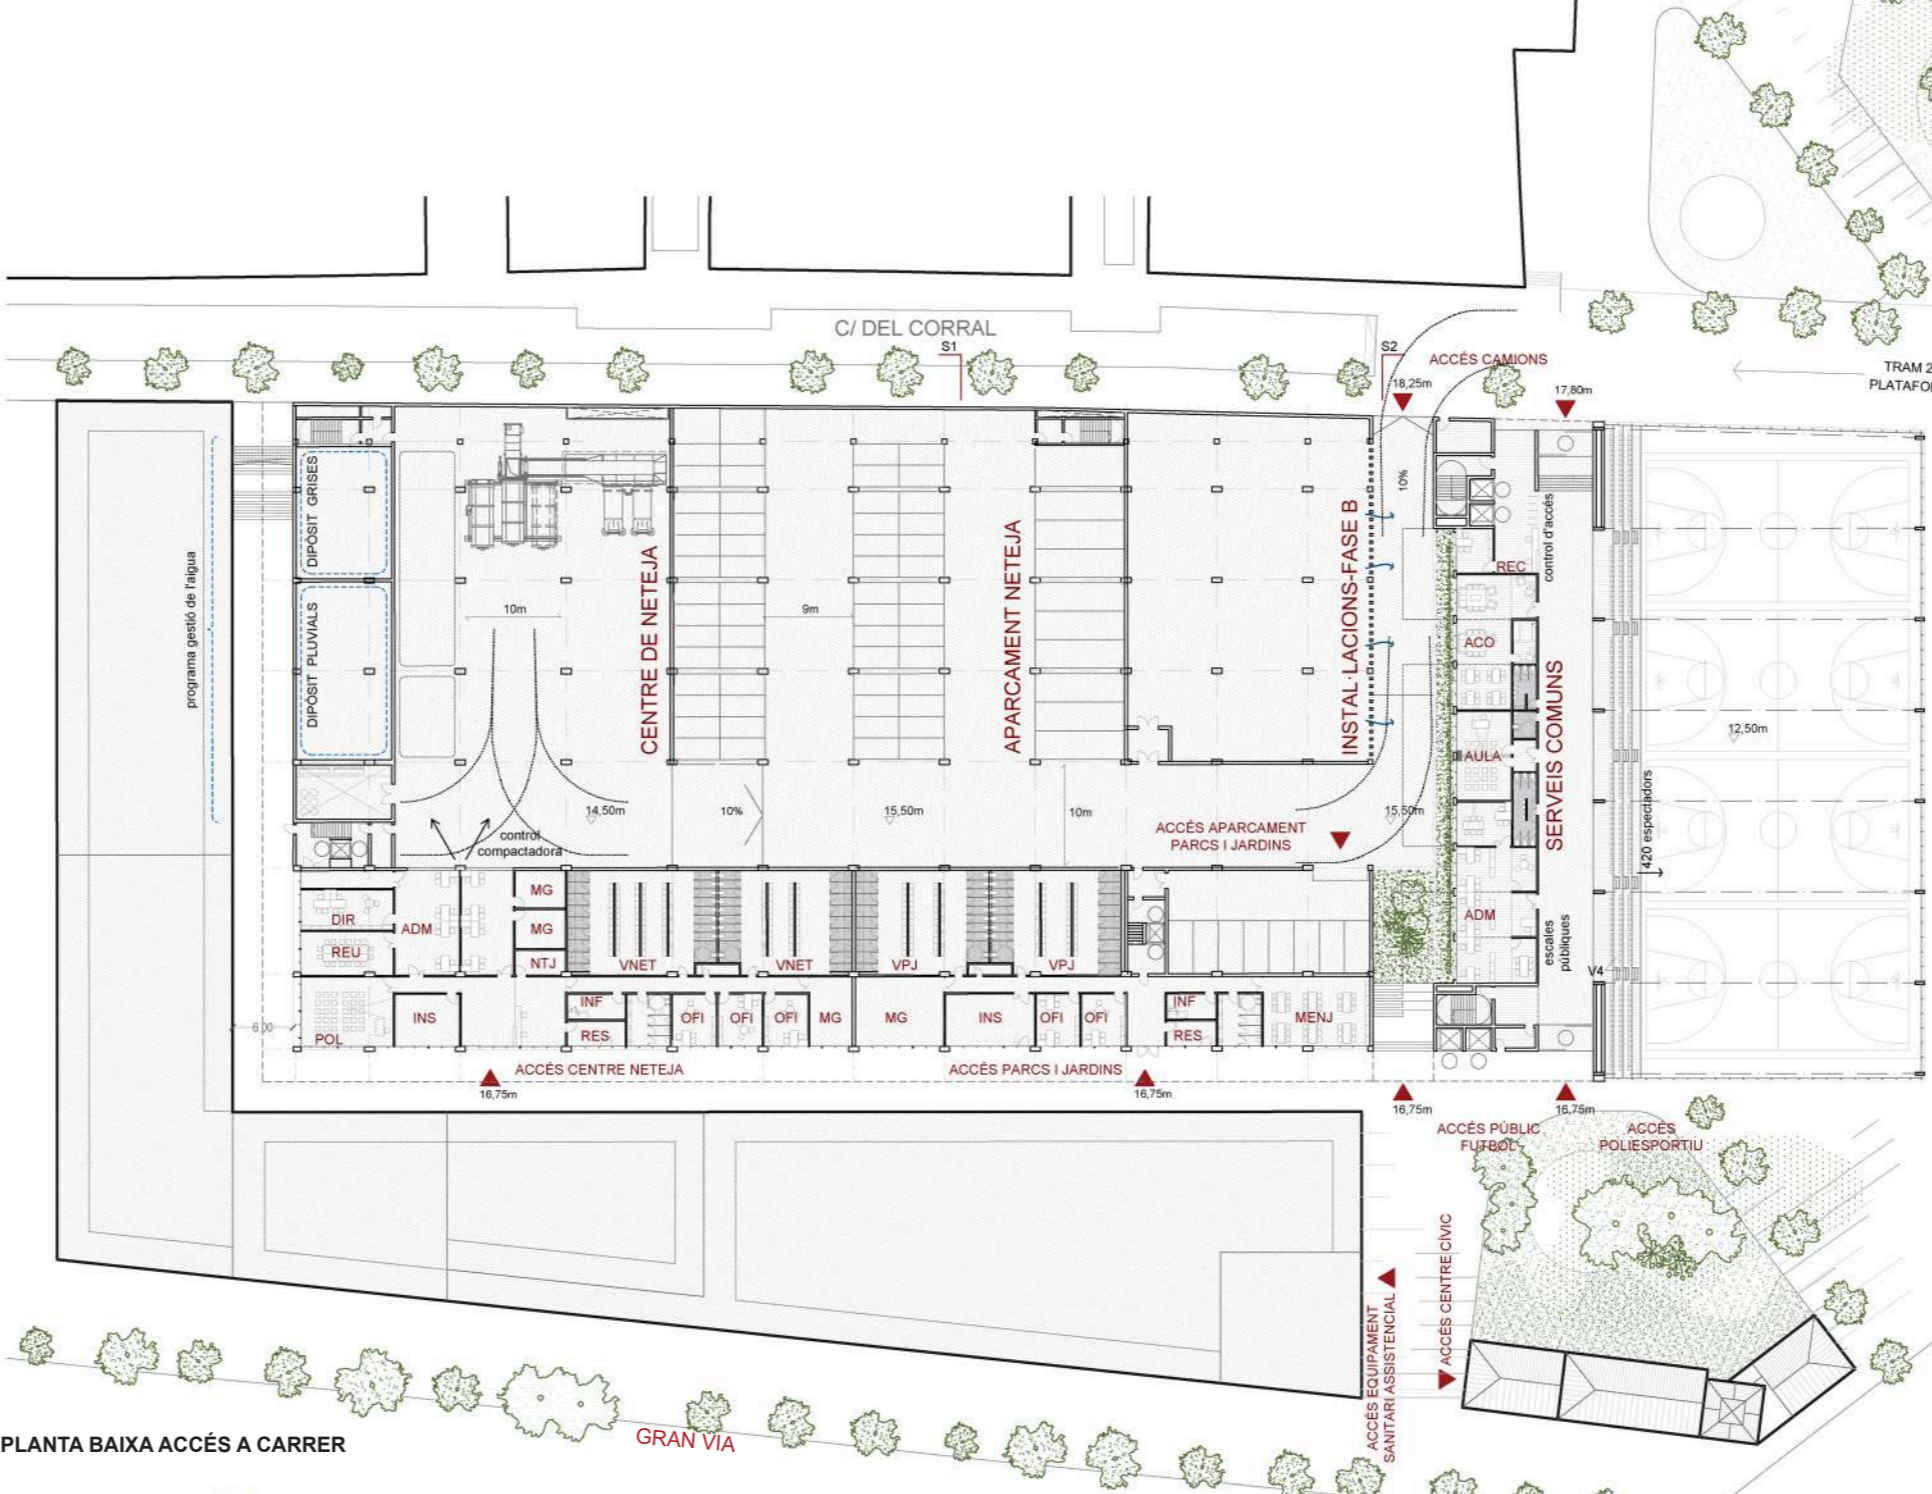 C/ DEL CORRAL
S1
S2
ACCÉS CAMIONS
18,25m
17,80m
TRAM 2
PLATAFO
programa gestió de l'aigua
DIPÒSIT GRISES
DIPÒSIT PLUVIALS
10m
CENTRE DE NETEJA
9m
APARCAMENT NETEJA
INSTAL·LACIONS-FASE B
10%
control d'accés
REC
ACO
AULA
ADM
SERVEIS COMUNS
escales
públiques
V4
420 espectadors
12,50m
14,50m
10%
15,50m
10m
15,50m
control
compactadora
ACCÉS APARCAMENT
PARCS I JARDINS
DIR
REU
ADM
MG
MG
NTJ
VNET
VNET
VPJ
VPJ
6,00
POL
INS
INF
RES
OFI
OFI
OFI
MG
MG
INS
OFI
OFI
INF
RES
MENJ
ACCÉS CENTRE NETEJA
16,75m
ACCÉS PARCS I JARDINS
16,75m
16,75m
16,75m
ACCÉS PÚBLIC
FUTBOL
ACCÉS
POLIESPORTIU
ACCÉS EQUIPAMENT
SANITARI ASSISTENCIAL
ACCÉS CENTRE CÍVIC
GRAN VIA
PLANTA BAIXA ACCÉS A CARRER